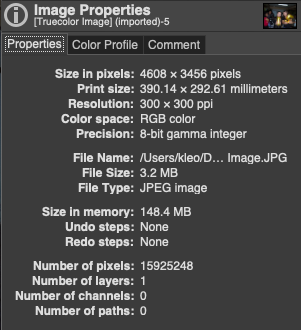 Image Properties
[Truecolor Image] (imported)-5
Properties Color Profile Comment
Size in pixels: 4608 × 3456 pixels
Print size: 390.14 × 292.61 millimeters
Resolution: 300 × 300 ppi
Color space: RGB color
Precision: 8-bit gamma integer
File Name: /Users/kleo/D… Image.JPG
File Size: 3.2 MB
File Type: JPEG image
Size in memory: 148.4 MB
Undo steps: None
Redo steps: None
Number of pixels: 15925248
Number of layers: 1
Number of channels: 0
Number of paths: 0